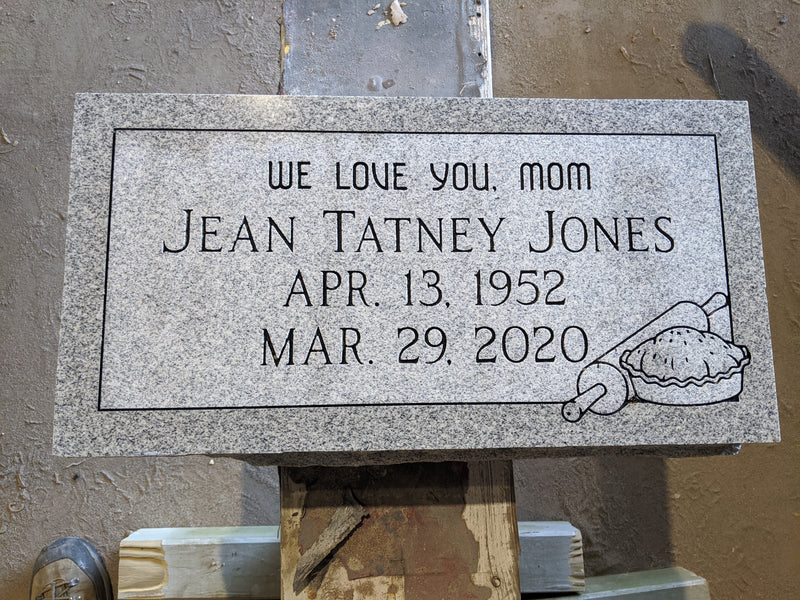 WE LOVE YOU, MOM
JEAN TATNEY JONES
APR. 13, 1952
MAR. 29, 2020